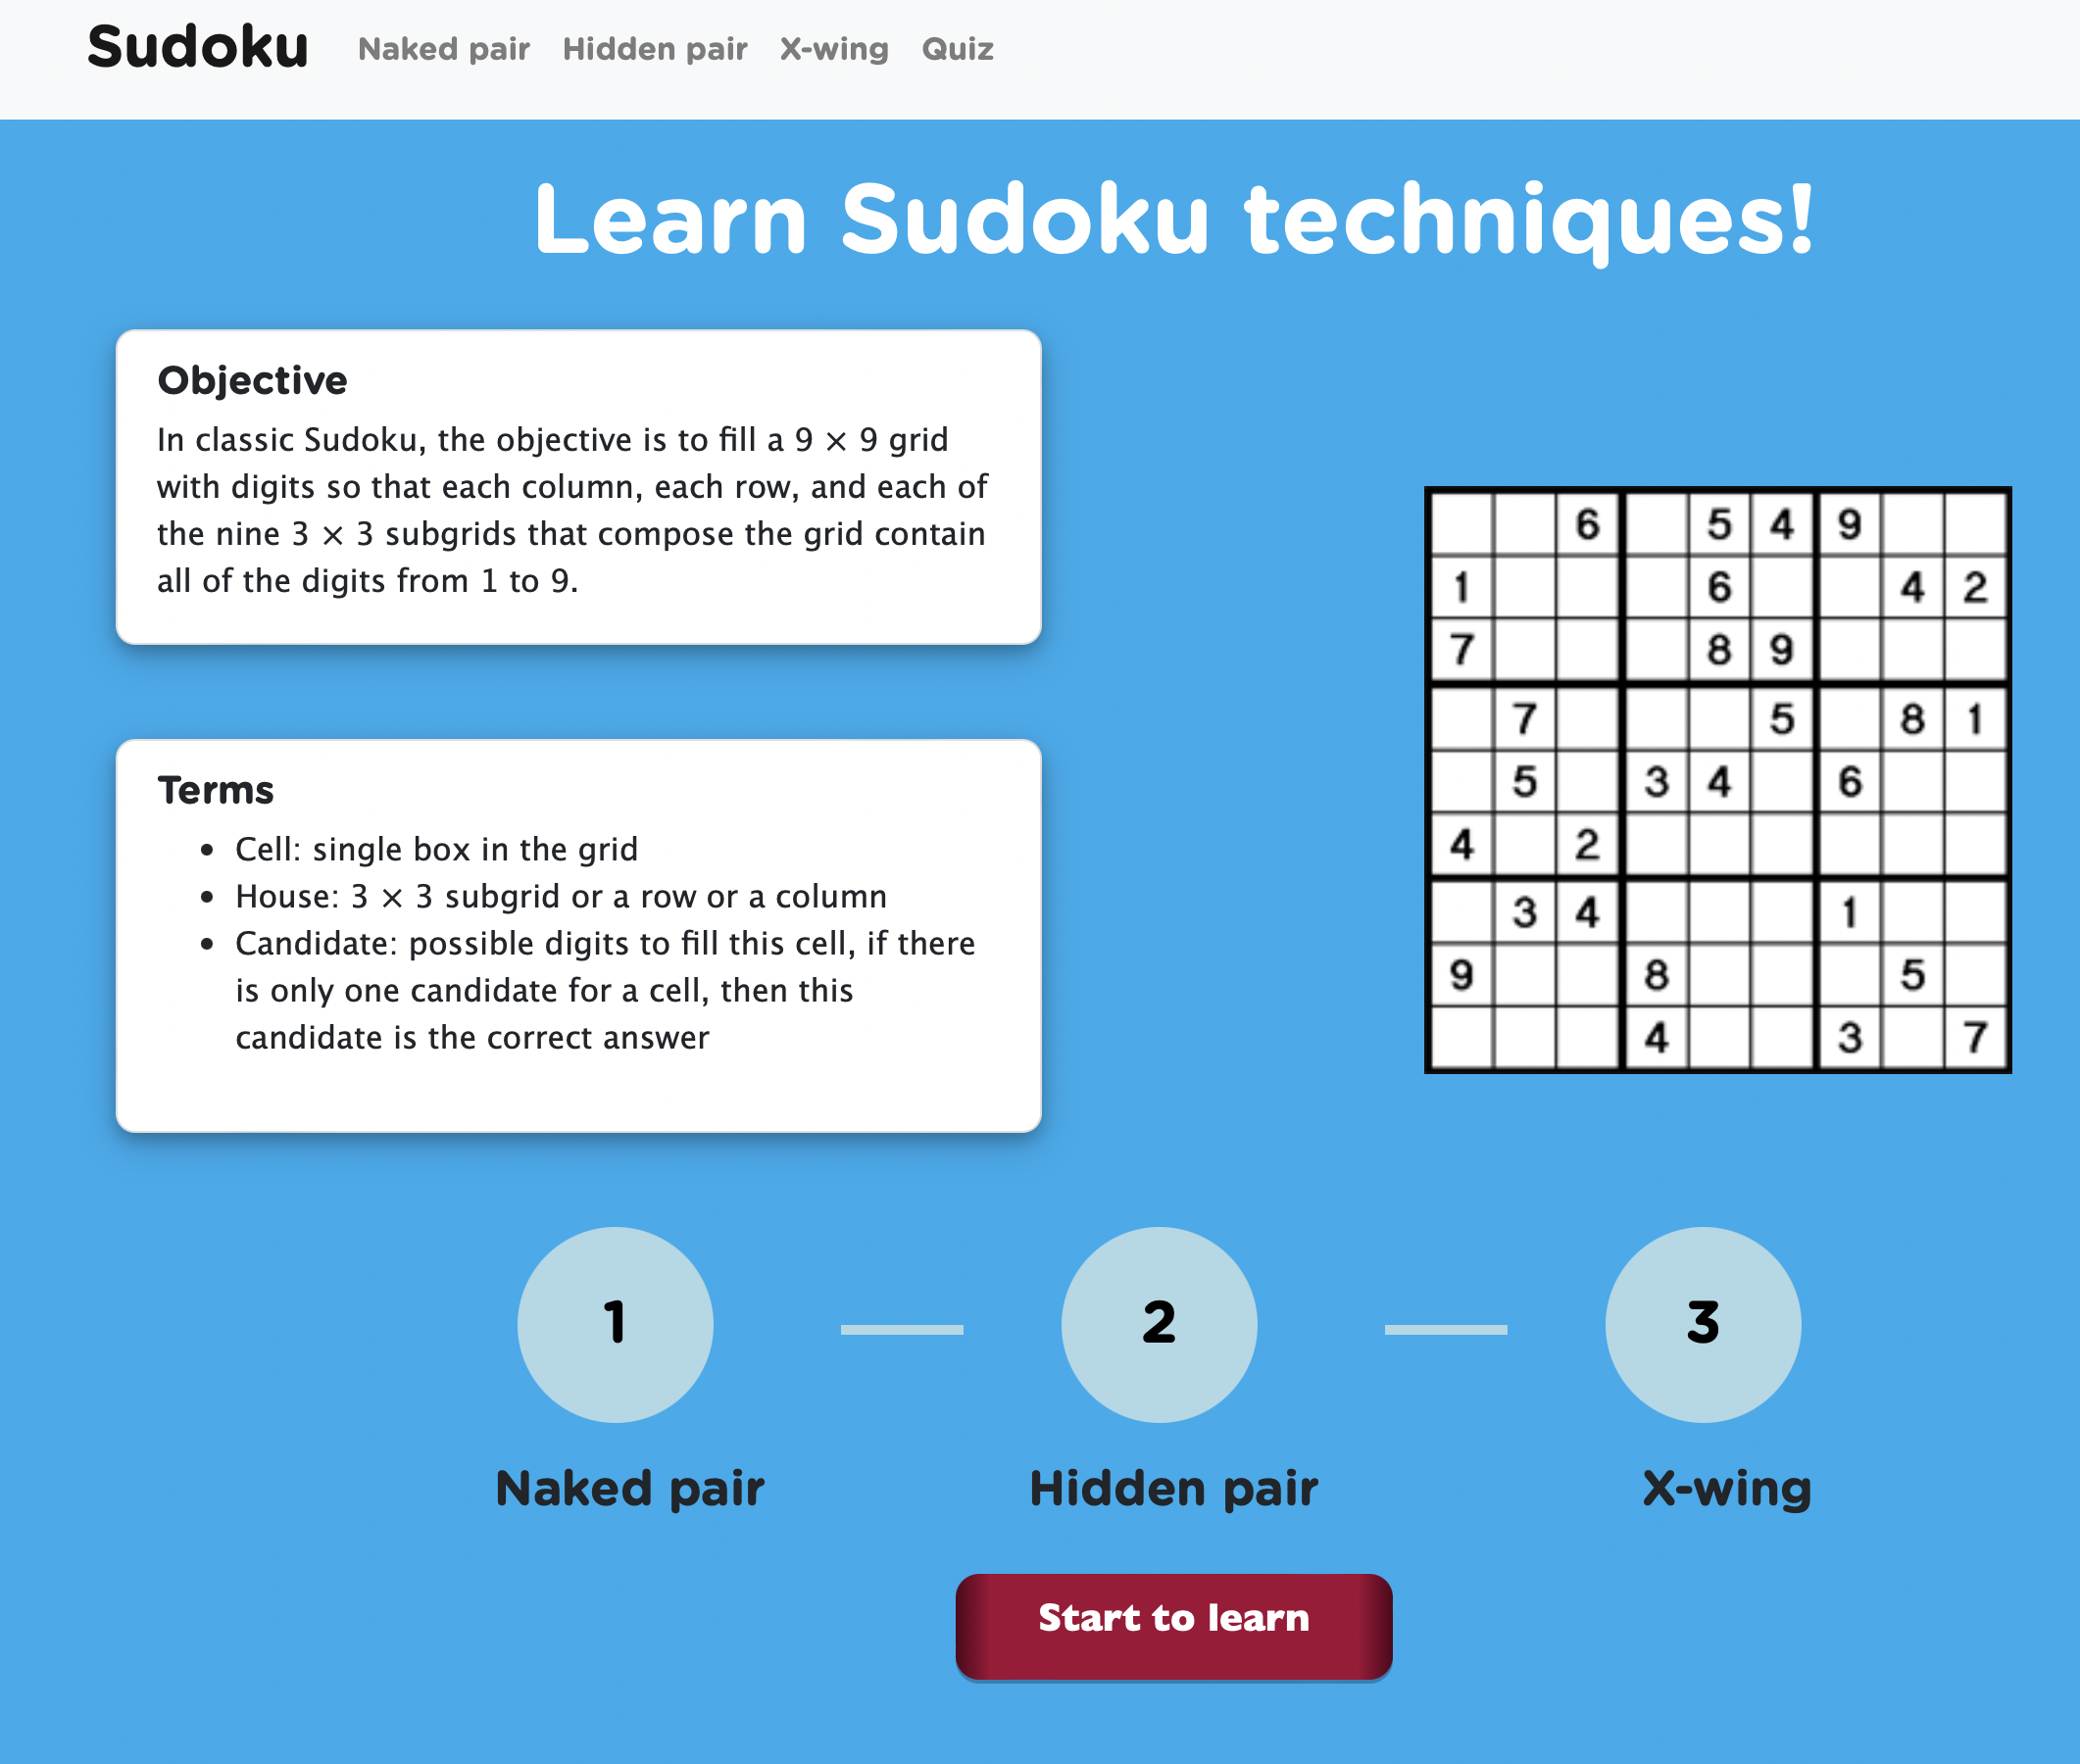 Sudoku Naked pair Hidden pair X-wing Quiz
Learn Sudoku techniques!
Objective
In classic Sudoku, the objective is to fill a 9 × 9 grid
with digits so that each column, each row, and each of
the nine 3 × 3 subgrids that compose the grid contain
all of the digits from 1 to 9.
Terms
• Cell: single box in the grid
• House: 3 × 3 subgrid or a row or a column
• Candidate: possible digits to fill this cell, if there
is only one candidate for a cell, then this
candidate is the correct answer
6 5 4 9
1 6 4 2
7 8 9
7 5 8 1
5 3 4 6
4 2
3 4 1
9 8 5
4 3 7
1 2 3
Naked pair Hidden pair X-wing
Start to learn